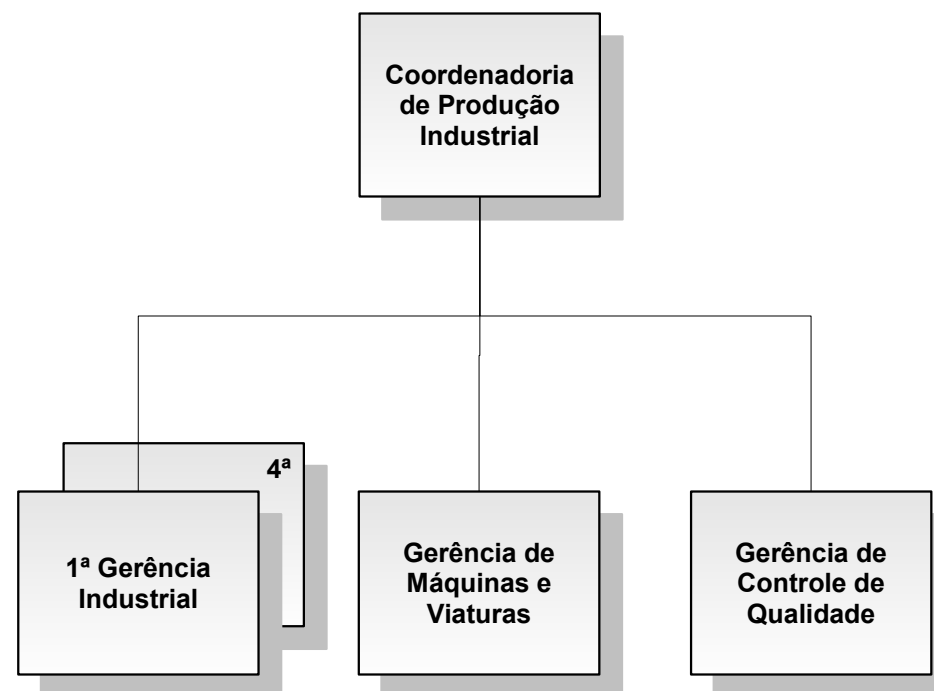 Coordenadoria
de Produção
Industrial
4ª
1ª Gerência
Industrial
Gerência de
Máquinas e
Viaturas
Gerência de
Controle de
Qualidade